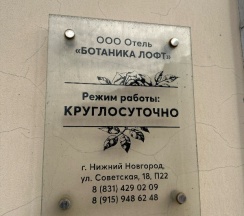 ООО Отель
«БОТАНИКА ЛОФТ»
Режим работы:
КРУГЛОСУТОЧНО
г. Нижний Новгород,
ул. Советская, 18, П22
8 (831) 429 02 09
8 (915) 948 62 48